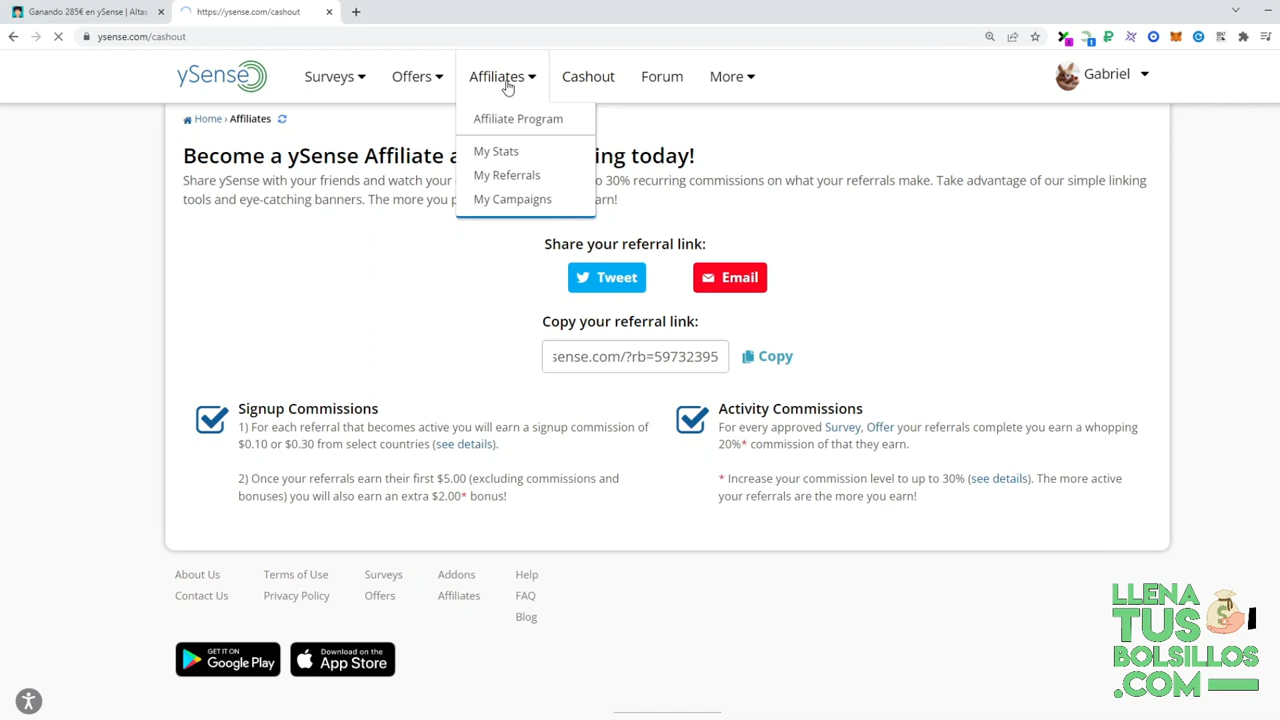 Ganando 285€ en ySense | Altas
https://ysense.com/cashout
ysense.com/cashout
ySense
Surveys
Offers
Affiliates
Cashout
Forum
More
Gabriel
Affiliate Program
My Stats
My Referrals
My Campaigns
Home › Affiliates
Become a ySense Affiliate a ing today!
Share ySense with your friends and watch your o 30% recurring commissions on what your referrals make. Take advantage of our simple linking
tools and eye-catching banners. The more you p arn!
Share your referral link:
Tweet
Email
Copy your referral link:
sense.com/?rb=59732395
Copy
Signup Commissions
1) For each referral that becomes active you will earn a signup commission of
$0.10 or $0.30 from select countries (see details).
2) Once your referrals earn their first $5.00 (excluding commissions and
bonuses) you will also earn an extra $2.00* bonus!
Activity Commissions
For every approved Survey, Offer your referrals complete you earn a whopping
20%* commission of that they earn.
* Increase your commission level to up to 30% (see details). The more active
your referrals are the more you earn!
About Us
Terms of Use
Surveys
Addons
Help
Contact Us
Privacy Policy
Offers
Affiliates
FAQ
Blog
GET IT ON
Google Play
Download on the
App Store
LLENA
TUS
BOLSILLOS
.COM